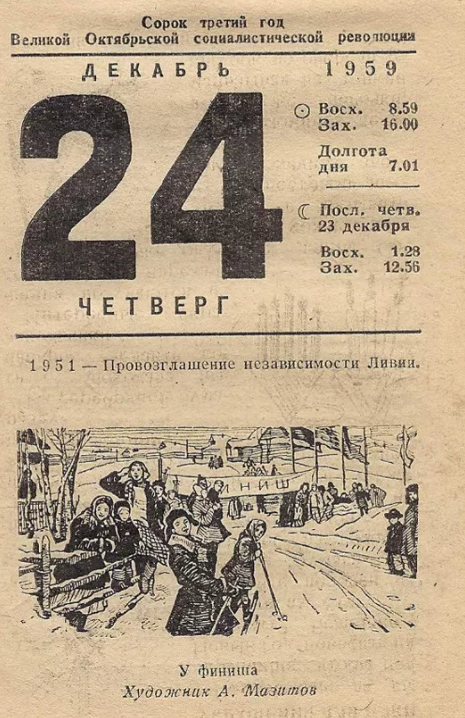 Сорок третий год
Великой Октябрьской социалистической революции
ДЕКАБРЬ 1959
24
ЧЕТВЕРГ
Восх. 8.59
Зах. 16.00
Долгота
дня 7.01
Посл. четв.
23 декабря
Восх. 1.28
Зах. 12.56
1951 — Провозглашение независимости Ливии.
ИНИШ
У финиша
Художник А. Мазитов